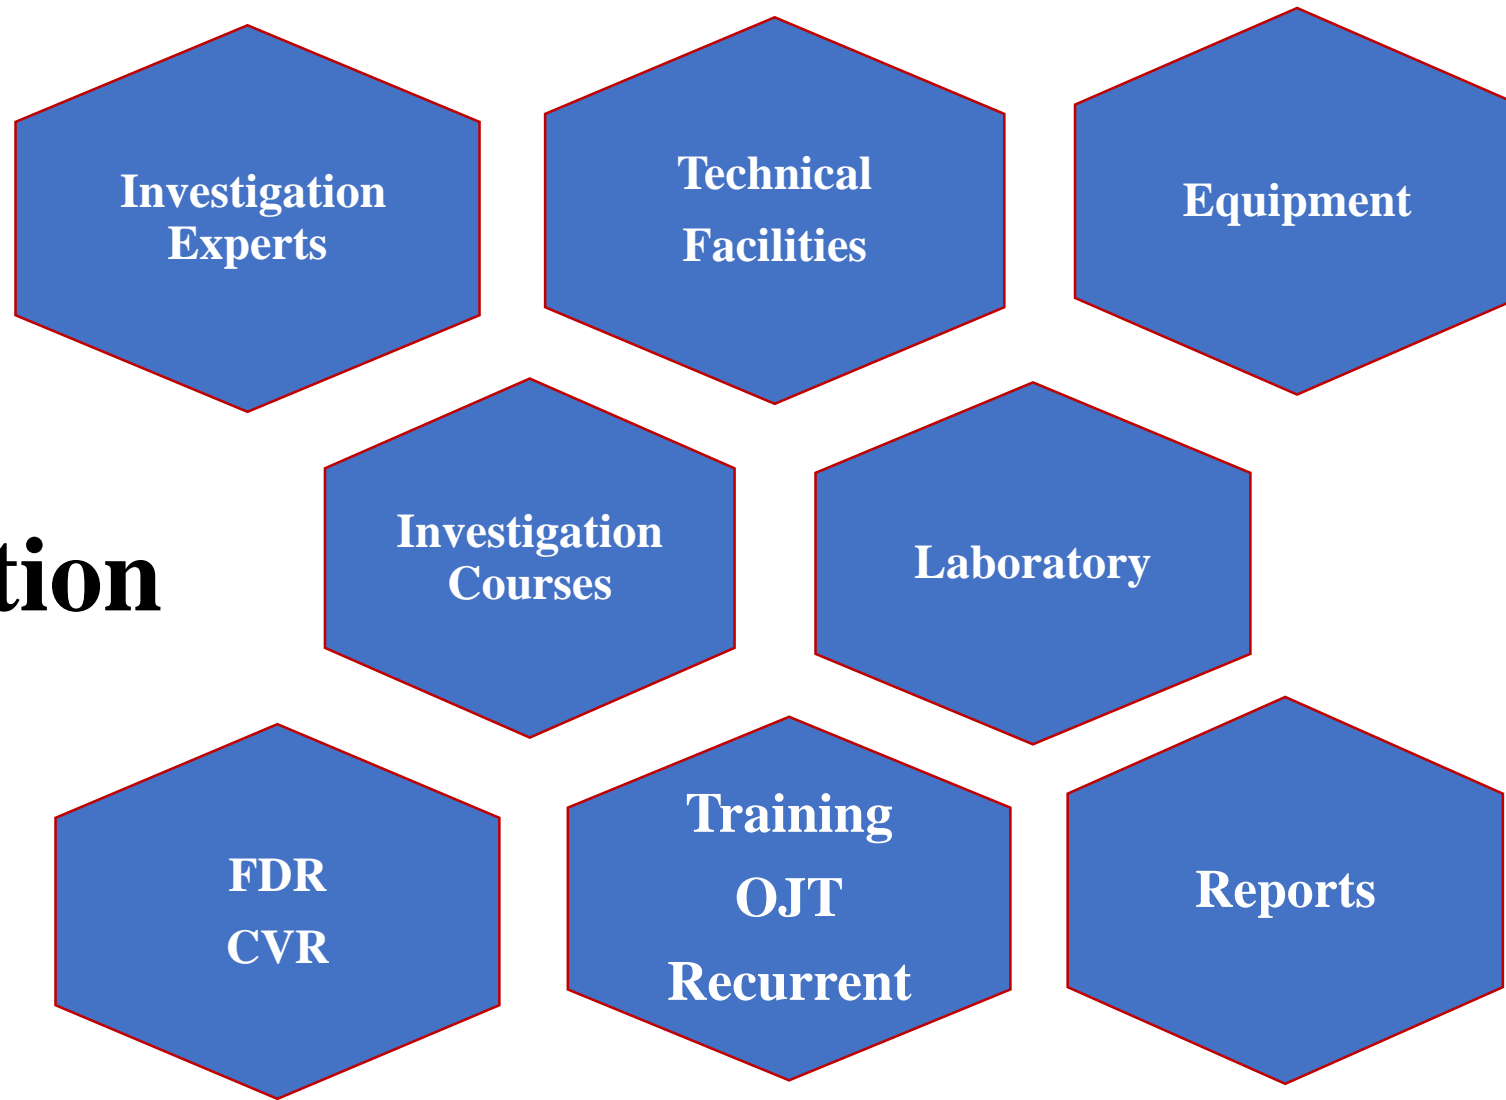 Investigation
Experts
Technical
Facilities
Equipment
Investigation
Courses
Laboratory
tion
FDR
CVR
Training
OJT
Recurrent
Reports